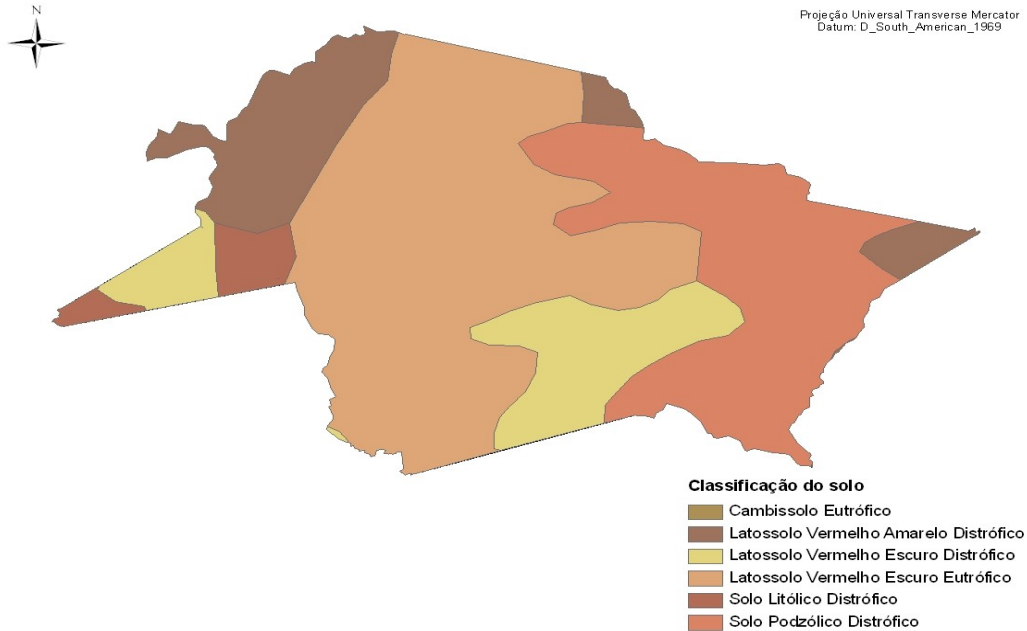 N
Projeção Universal Transverse Mercator
Datum: D_South_American_1969
Classificação do solo
Cambissolo Eutrófico
Latossolo Vermelho Amarelo Distrófico
Latossolo Vermelho Escuro Distrófico
Latossolo Vermelho Escuro Eutrófico
Solo Litólico Distrófico
Solo Podzólico Distrófico